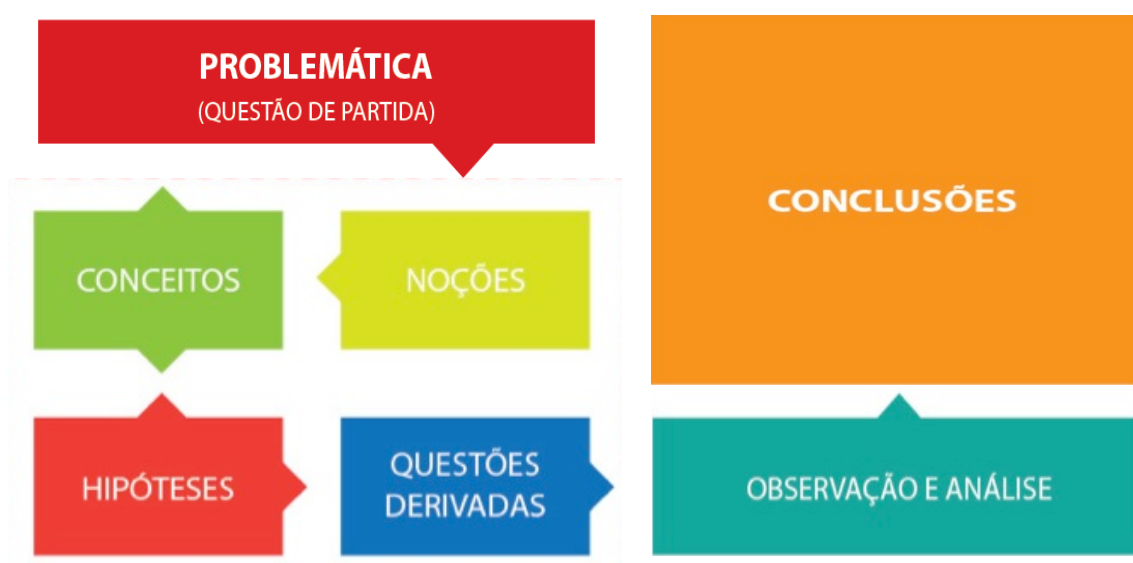 PROBLEMÁTICA
(QUESTÃO DE PARTIDA)
CONCLUSÕES
CONCEITOS
NOÇÕES
HIPÓTESES
QUESTÕES
DERIVADAS
OBSERVAÇÃO E ANÁLISE